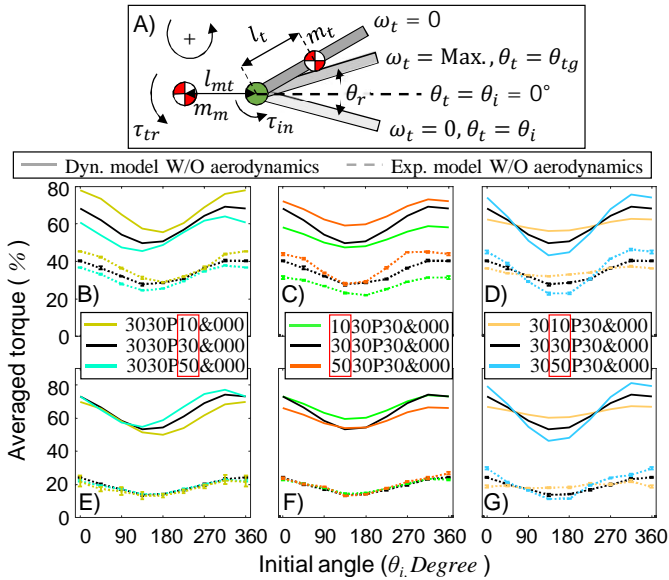 A)
+
l_t
m_t
ω_t = 0
ω_t = Max., θ_t = θ_tg
l_mt
θ_r
θ_t = θ_i = 0°
m_m
τ_tr
τ_in
ω_t = 0, θ_t = θ_i
Dyn. model W/O aerodynamics
Exp. model W/O aerodynamics
Averaged torque ( % )
80
60
40
20
0
B)
C)
D)
3030P10&000
3030P30&000
3030P50&000
1030P30&000
3030P30&000
5030P30&000
3010P30&000
3030P30&000
3050P30&000
80
60
40
20
0
E)
F)
G)
0 90 180 270 360
0 90 180 270 360
0 90 180 270 360
Initial angle (θ_i, Degree )